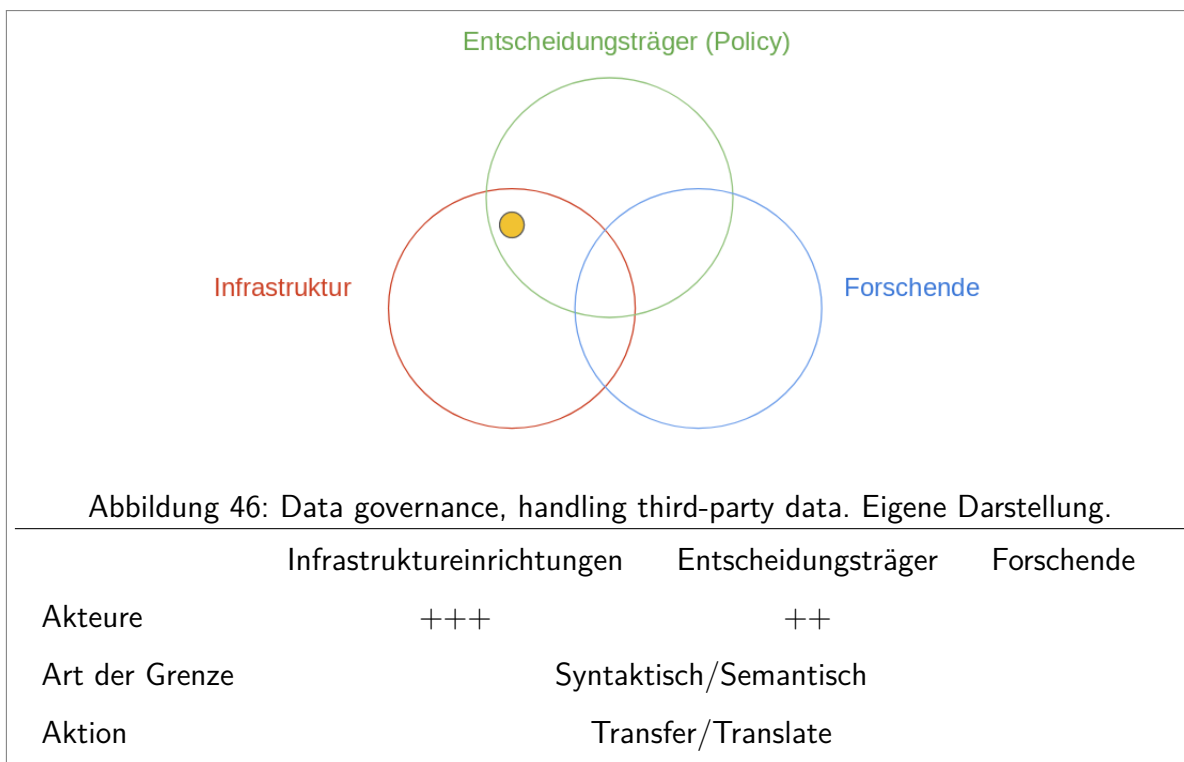 Entscheidungsträger (Policy)
Infrastruktur
Forschende
Abbildung 46: Data governance, handling third-party data. Eigene Darstellung.
Infrastruktureinrichtungen Entscheidungsträger Forschende
Akteure +++ ++
Art der Grenze Syntaktisch/Semantisch
Aktion Transfer/Translate